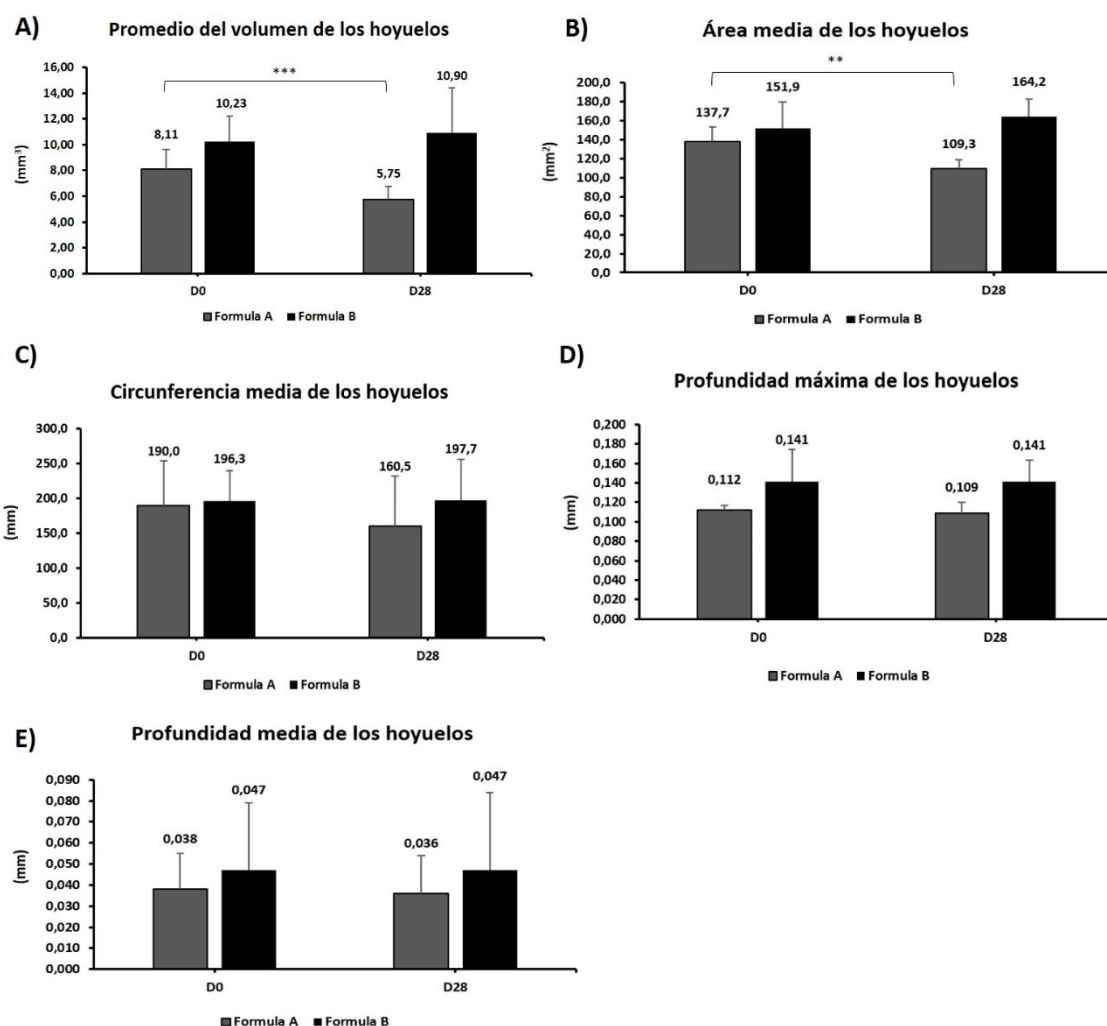 A)
Promedio del volumen de los hoyuelos
16,00
14,00
12,00
10,00
8,00
6,00
4,00
2,00
0,00
(mm³)
***
8,11
10,23
5,75
10,90
D0
D28
Formula A
Formula B
B)
Área media de los hoyuelos
200,0
180,0
160,0
140,0
120,0
100,0
80,0
60,0
40,0
20,0
0,0
(mm²)
**
137,7
151,9
109,3
164,2
D0
D28
Formula A
Formula B
C)
Circunferencia media de los hoyuelos
300,0
250,0
200,0
150,0
100,0
50,0
0,0
(mm)
190,0
196,3
160,5
197,7
D0
D28
Formula A
Formula B
D)
Profundidad máxima de los hoyuelos
0,200
0,180
0,160
0,140
0,120
0,100
0,080
0,060
0,040
0,020
0,000
(mm)
0,112
0,141
0,109
0,141
D0
D28
Formula A
Formula B
E)
Profundidad media de los hoyuelos
0,090
0,080
0,070
0,060
0,050
0,040
0,030
0,020
0,010
0,000
(mm)
0,038
0,047
0,036
0,047
D0
D28
Formula A
Formula B